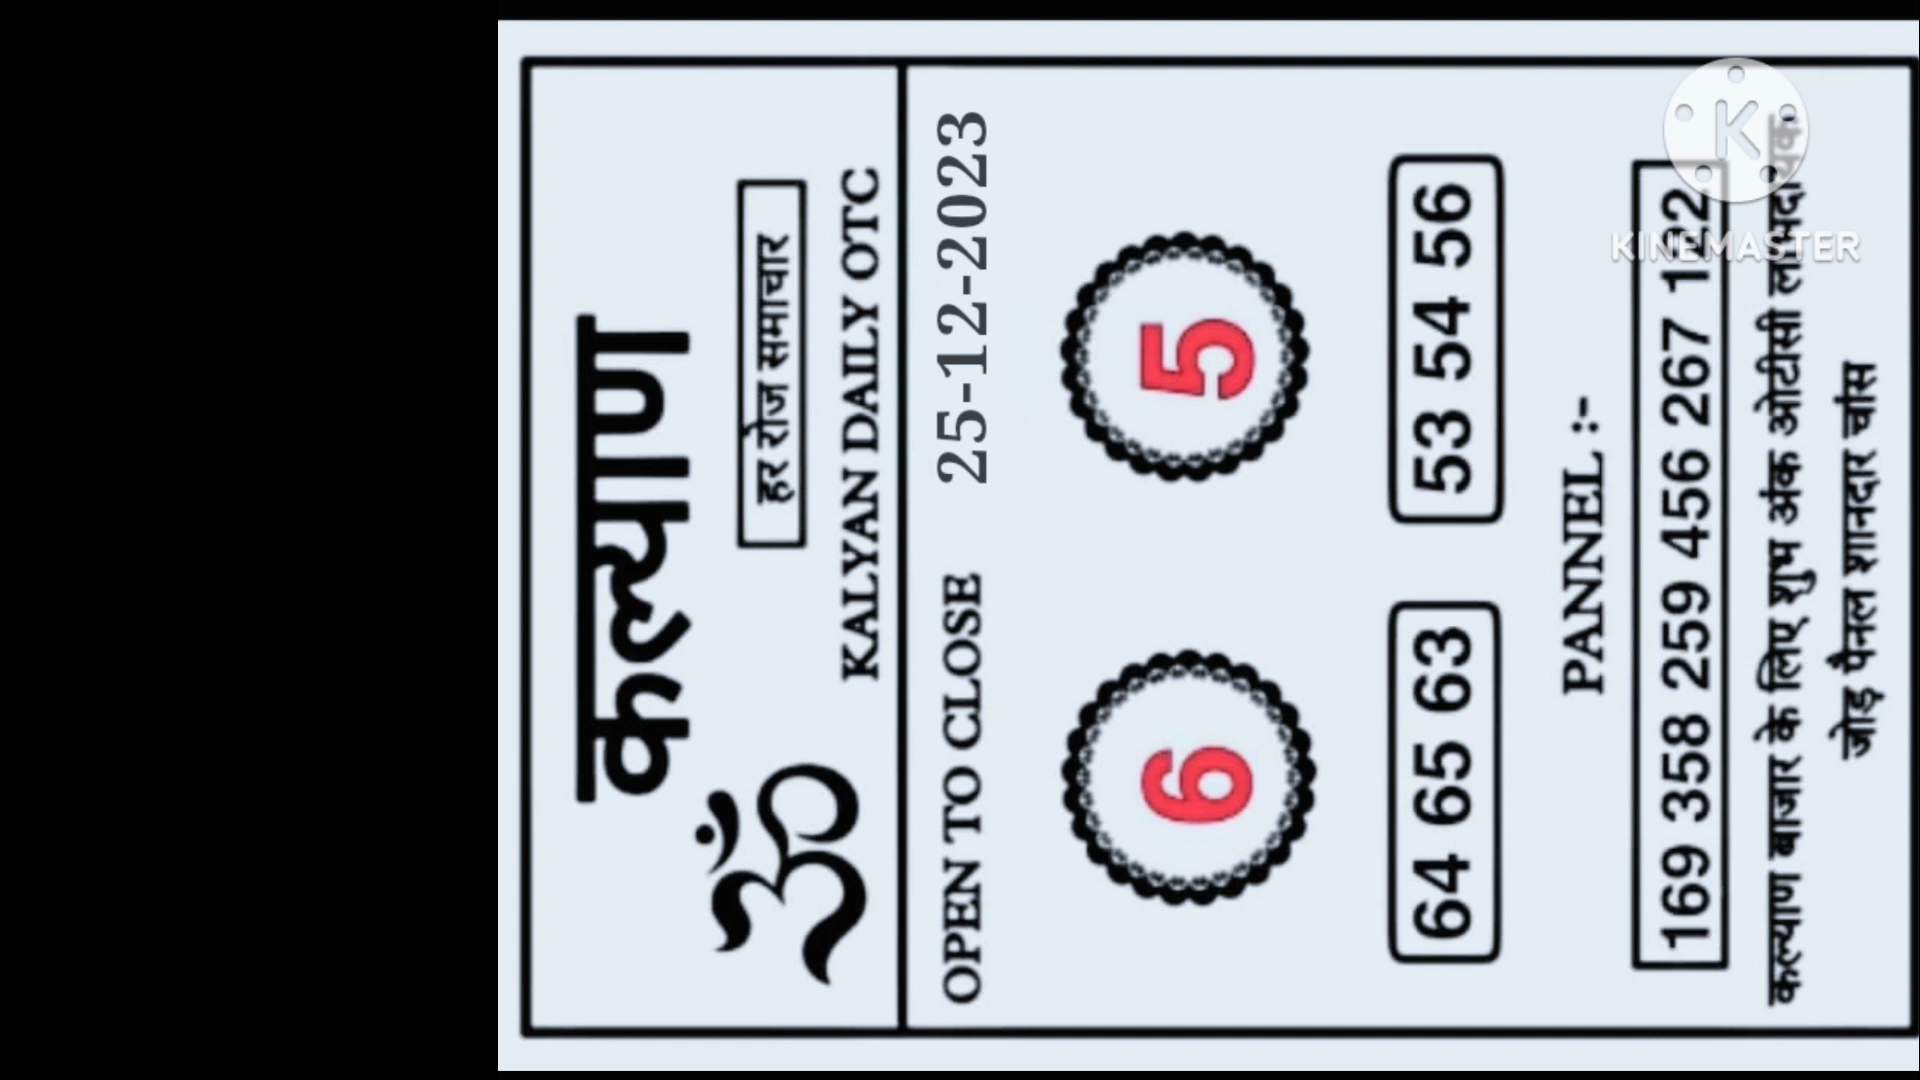 कल्याण
ॐ
हर रोज समाचार
KALYAN DAILY OTC
OPEN TO CLOSE 25-12-2023
6 5
64 65 63 53 54 56
PANNEL :-
169 358 259 456 267 122
कल्याण बाजार के लिए शुभ अंक ओटीसी
जोड़ पैनल शानदार चांस
K
KINEMASTER